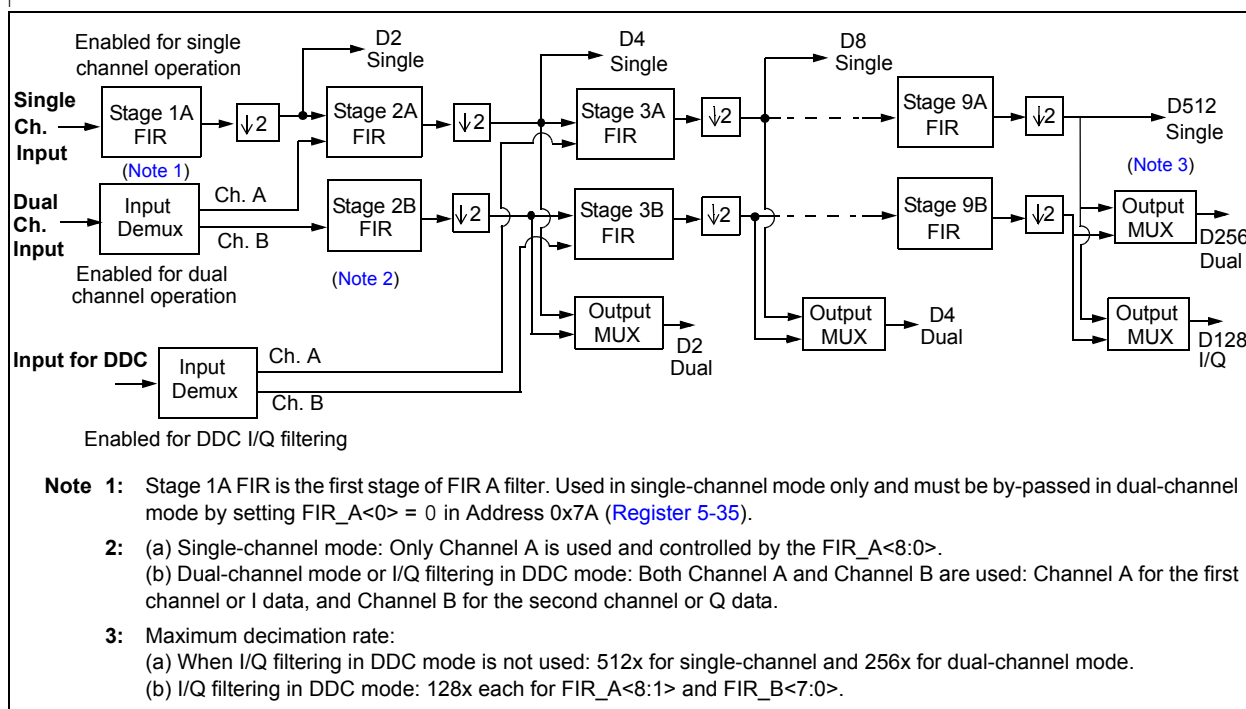 Enabled for single
channel operation
D2
Single
D4
Single
D8
Single
Single
Ch.
Input
Stage 1A
FIR
↓2
Stage 2A
FIR
↓2
Stage 3A
FIR
↓2
Stage 9A
FIR
↓2
D512
Single
(Note 1)
(Note 3)
Dual
Ch.
Input
Input
Demux
Ch. A
Ch. B
Stage 2B
FIR
↓2
Stage 3B
FIR
↓2
Stage 9B
FIR
↓2
Output
MUX
D256
Dual
Enabled for dual
channel operation
(Note 2)
Output
MUX
D2
Dual
Output
MUX
D4
Dual
Output
MUX
D128
I/Q
Input for DDC
Input
Demux
Ch. A
Ch. B
Enabled for DDC I/Q filtering
Note 1: Stage 1A FIR is the first stage of FIR A filter. Used in single-channel mode only and must be by-passed in dual-channel
mode by setting FIR_A<0> = 0 in Address 0x7A (Register 5-35).
2: (a) Single-channel mode: Only Channel A is used and controlled by the FIR_A<8:0>.
(b) Dual-channel mode or I/Q filtering in DDC mode: Both Channel A and Channel B are used: Channel A for the first
channel or I data, and Channel B for the second channel or Q data.
3: Maximum decimation rate:
(a) When I/Q filtering in DDC mode is not used: 512x for single-channel and 256x for dual-channel mode.
(b) I/Q filtering in DDC mode: 128x each for FIR_A<8:1> and FIR_B<7:0>.